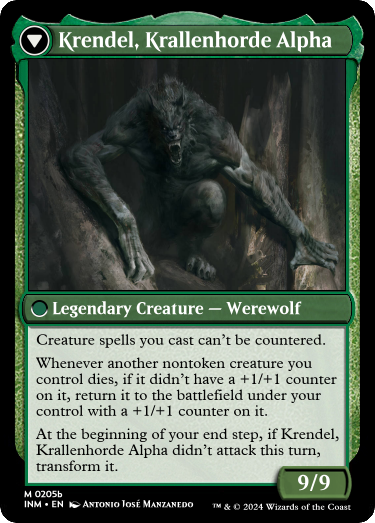 Krendel, Krallenhorde Alpha
Legendary Creature — Werewolf
Creature spells you cast can't be countered.
Whenever another nontoken creature you
control dies, if it didn't have a +1/+1 counter
on it, return it to the battlefield under your
control with a +1/+1 counter on it.
At the beginning of your end step, if Krendel,
Krallenhorde Alpha didn't attack this turn,
transform it.
9/9
M 0205b
INM • EN Antonio José Manzanedo
™ & © 2024 Wizards of the Coast